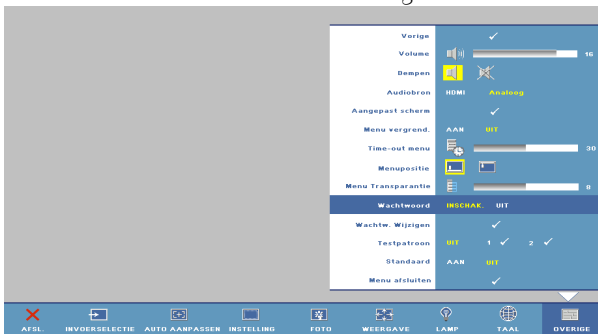 Vorige
Volume 16
Dempen
Audiobron HDMI Analoog
Aangepast scherm
Menu vergrend. AAN UIT
Time-out menu 30
Menupositie
Menu Transparantie 8
Wachtwoord INSCHAK. UIT
Wachtw. Wijzigen
Testpatroon UIT 1 2
Standaard AAN UIT
Menu afsluiten
AFSL. INVOERSELECTIE AUTO AANPASSEN INSTELLING FOTO WEERGAVE LAMP TAAL OVERIGE